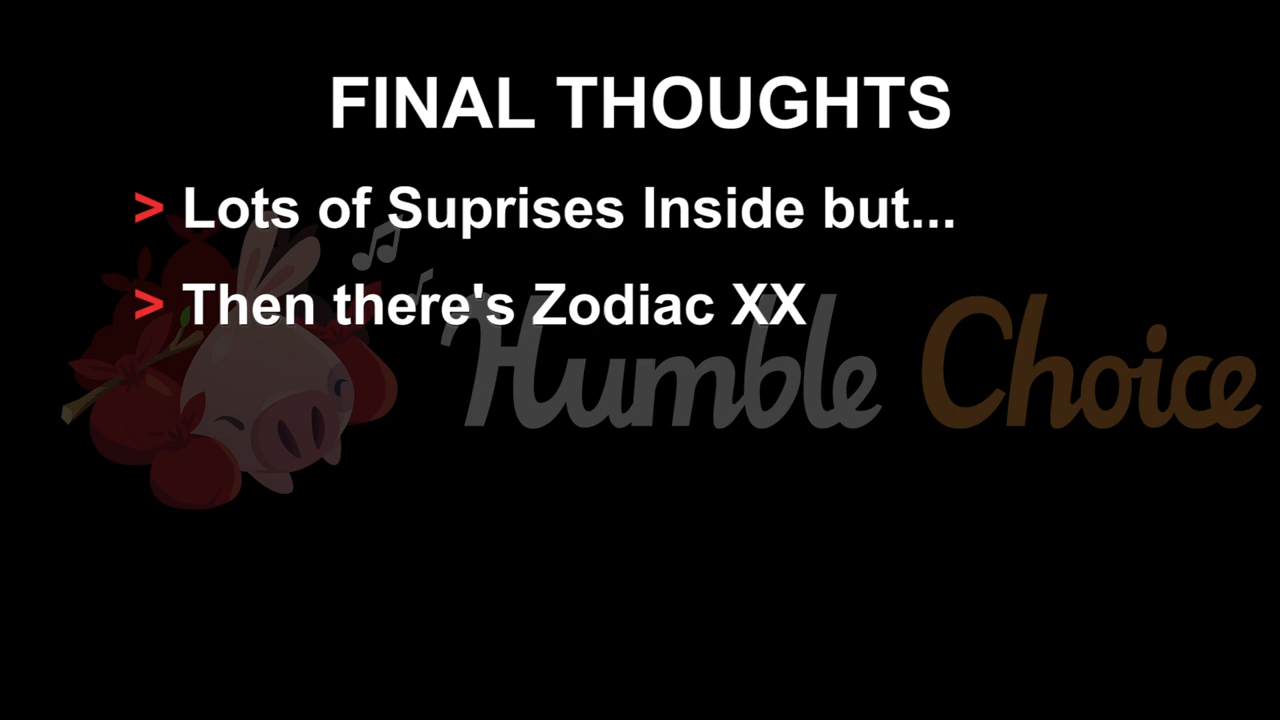 FINAL THOUGHTS
> Lots of Suprises Inside but...
> Then there's Zodiac XX
Humble Choice